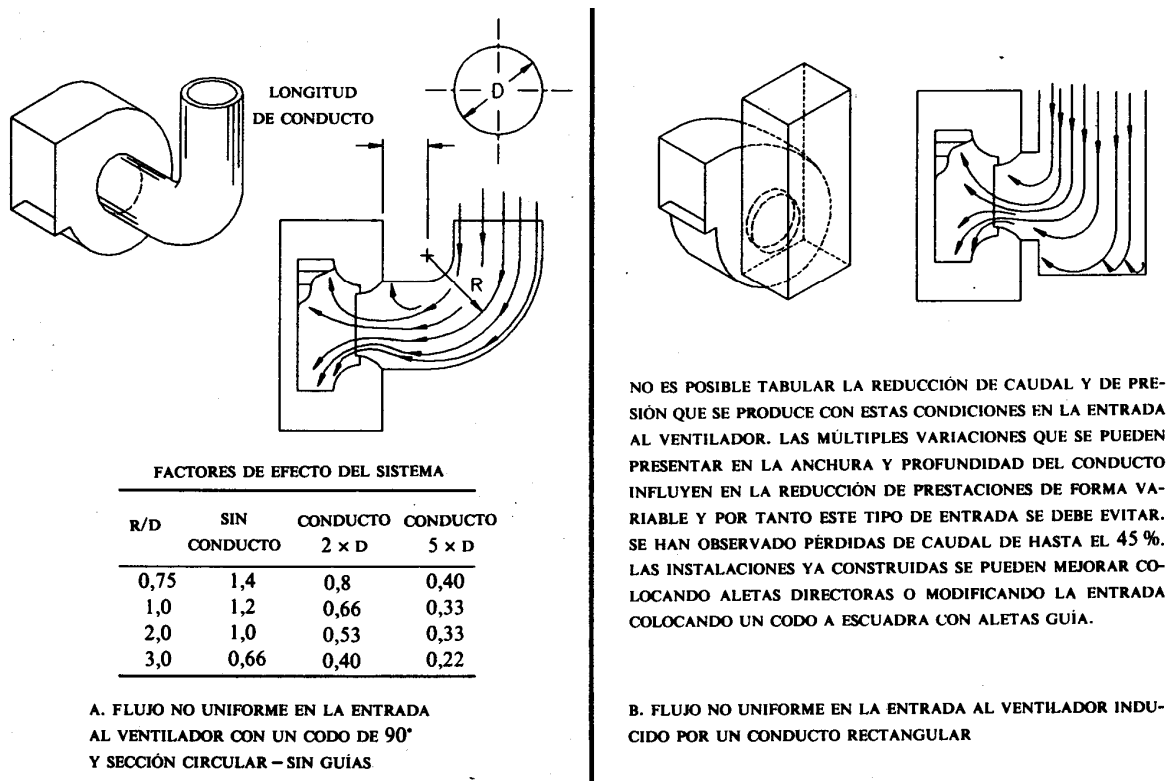 LONGITUD
DE CONDUCTO
D
R
FACTORES DE EFECTO DEL SISTEMA
R/D SIN CONDUCTO CONDUCTO
CONDUCTO 2 × D 5 × D
0,75 1,4 0,8 0,40
1,0 1,2 0,66 0,33
2,0 1,0 0,53 0,33
3,0 0,66 0,40 0,22
A. FLUJO NO UNIFORME EN LA ENTRADA
AL VENTILADOR CON UN CODO DE 90°
Y SECCIÓN CIRCULAR – SIN GUÍAS
NO ES POSIBLE TABULAR LA REDUCCIÓN DE CAUDAL Y DE PRE-
SIÓN QUE SE PRODUCE CON ESTAS CONDICIONES EN LA ENTRADA
AL VENTILADOR. LAS MÚLTIPLES VARIACIONES QUE SE PUEDEN
PRESENTAR EN LA ANCHURA Y PROFUNDIDAD DEL CONDUCTO
INFLUYEN EN LA REDUCCIÓN DE PRESTACIONES DE FORMA VA-
RIABLE Y POR TANTO ESTE TIPO DE ENTRADA SE DEBE EVITAR.
SE HAN OBSERVADO PÉRDIDAS DE CAUDAL DE HASTA EL 45 %.
LAS INSTALACIONES YA CONSTRUIDAS SE PUEDEN MEJORAR CO-
LOCANDO ALETAS DIRECTORAS O MODIFICANDO LA ENTRADA
COLOCANDO UN CODO A ESCUADRA CON ALETAS GUÍA.
B. FLUJO NO UNIFORME EN LA ENTRADA AL VENTILADOR INDU-
CIDO POR UN CONDUCTO RECTANGULAR